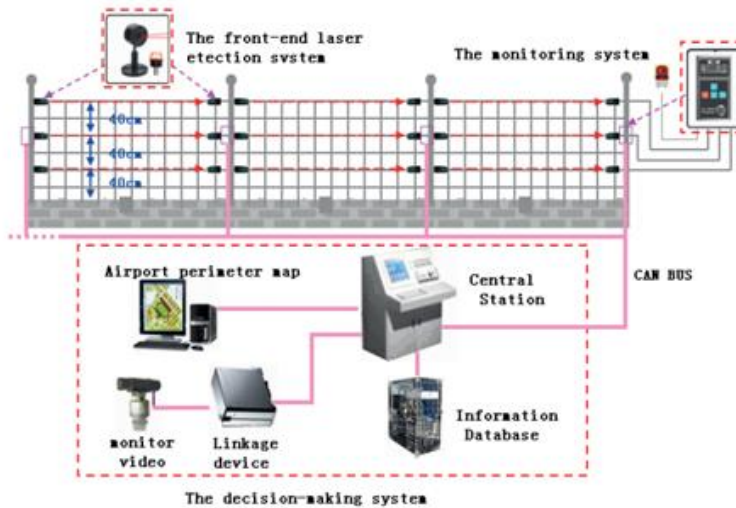 The front-end laser
etection system
The monitoring system
40cm
40cm
40cm
Airport perimeter map
Central
Station
CAN BUS
monitor
video
Linkage
device
Information
Database
The decision-making system